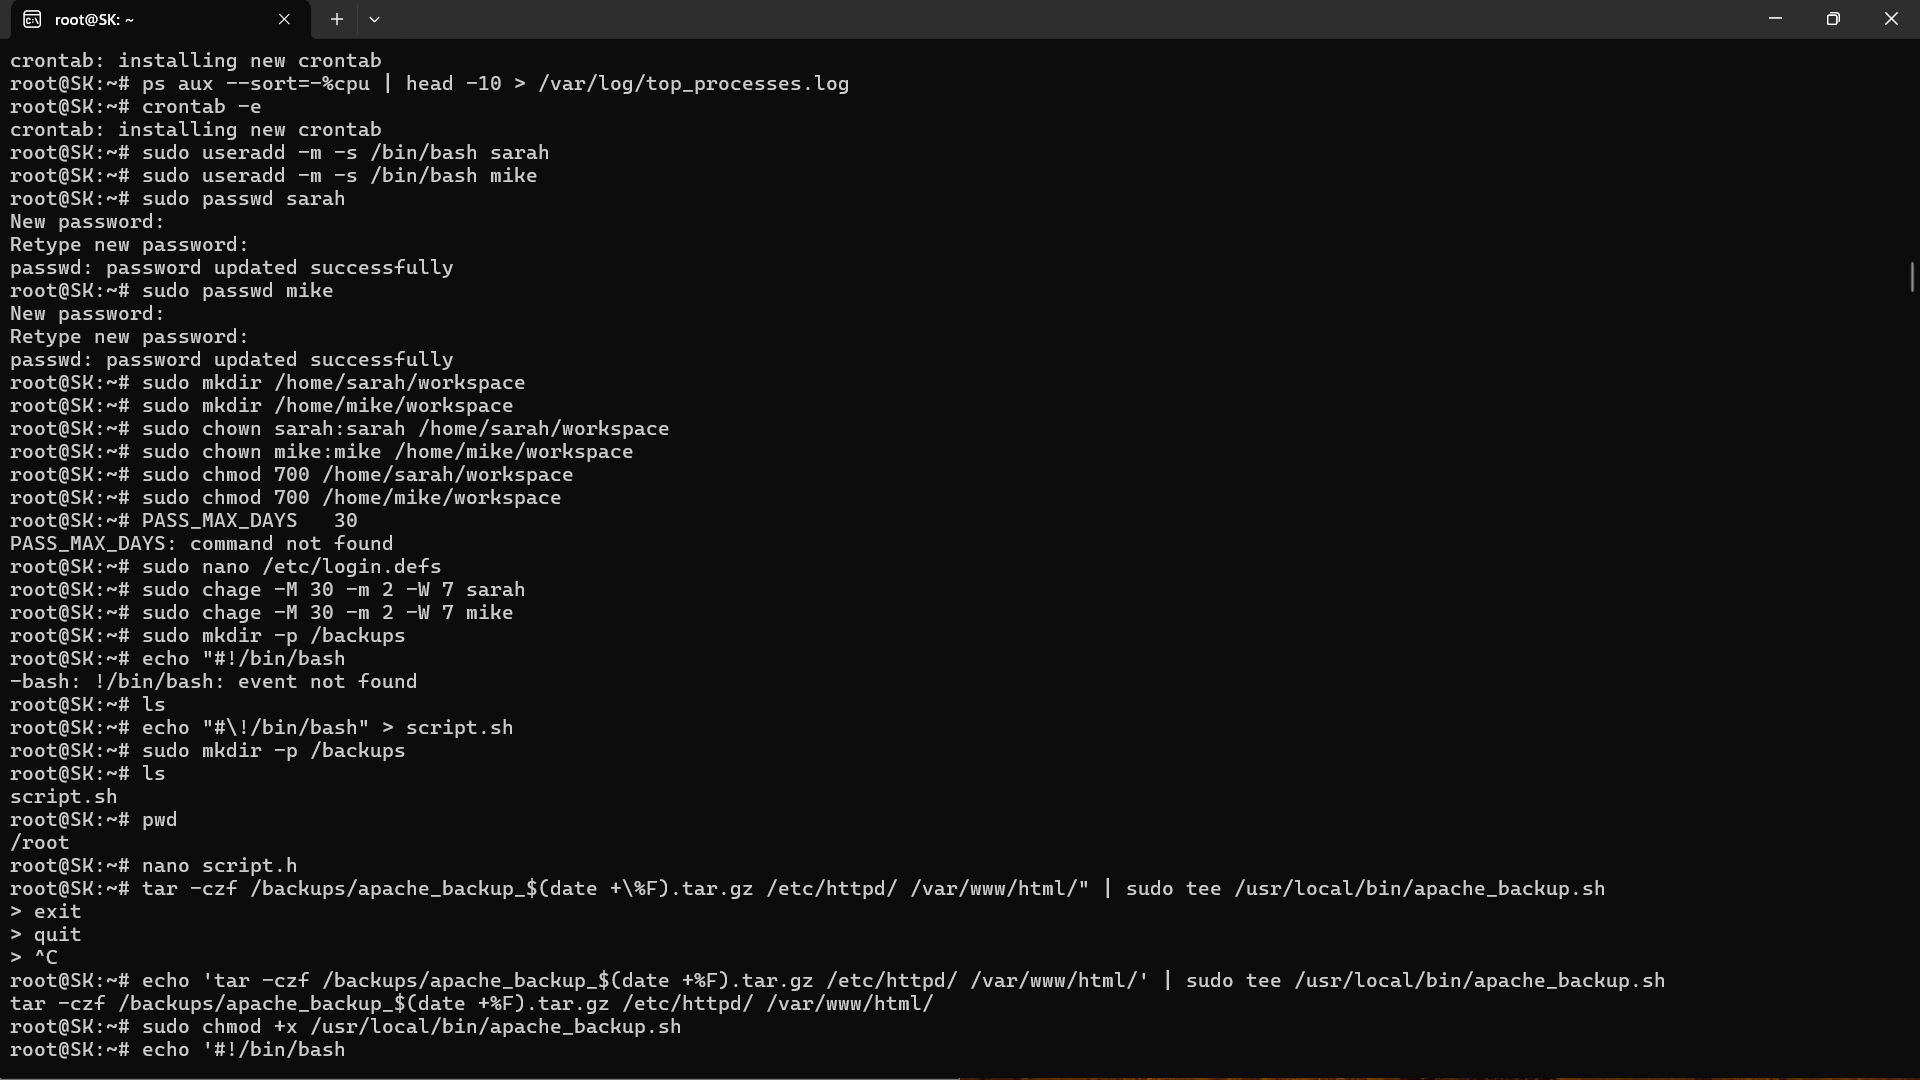 root@SK: ~
crontab: installing new crontab
root@SK:~# ps aux --sort=-%cpu | head -10 > /var/log/top_processes.log
root@SK:~# crontab -e
crontab: installing new crontab
root@SK:~# sudo useradd -m -s /bin/bash sarah
root@SK:~# sudo useradd -m -s /bin/bash mike
root@SK:~# sudo passwd sarah
New password:
Retype new password:
passwd: password updated successfully
root@SK:~# sudo passwd mike
New password:
Retype new password:
passwd: password updated successfully
root@SK:~# sudo mkdir /home/sarah/workspace
root@SK:~# sudo mkdir /home/mike/workspace
root@SK:~# sudo chown sarah:sarah /home/sarah/workspace
root@SK:~# sudo chown mike:mike /home/mike/workspace
root@SK:~# sudo chmod 700 /home/sarah/workspace
root@SK:~# sudo chmod 700 /home/mike/workspace
root@SK:~# PASS_MAX_DAYS   30
PASS_MAX_DAYS: command not found
root@SK:~# sudo nano /etc/login.defs
root@SK:~# sudo chage -M 30 -m 2 -W 7 sarah
root@SK:~# sudo chage -M 30 -m 2 -W 7 mike
root@SK:~# sudo mkdir -p /backups
root@SK:~# echo "#!/bin/bash
-bash: !/bin/bash: event not found
root@SK:~# ls
root@SK:~# echo "#\!/bin/bash" > script.sh
root@SK:~# sudo mkdir -p /backups
root@SK:~# ls
script.sh
root@SK:~# pwd
/root
root@SK:~# nano script.h
root@SK:~# tar -czf /backups/apache_backup_$(date +\%F).tar.gz /etc/httpd/ /var/www/html/" | sudo tee /usr/local/bin/apache_backup.sh
> exit
> quit
> ^C
root@SK:~# echo 'tar -czf /backups/apache_backup_$(date +%F).tar.gz /etc/httpd/ /var/www/html/' | sudo tee /usr/local/bin/apache_backup.sh
tar -czf /backups/apache_backup_$(date +%F).tar.gz /etc/httpd/ /var/www/html/
root@SK:~# sudo chmod +x /usr/local/bin/apache_backup.sh
root@SK:~# echo '#!/bin/bash